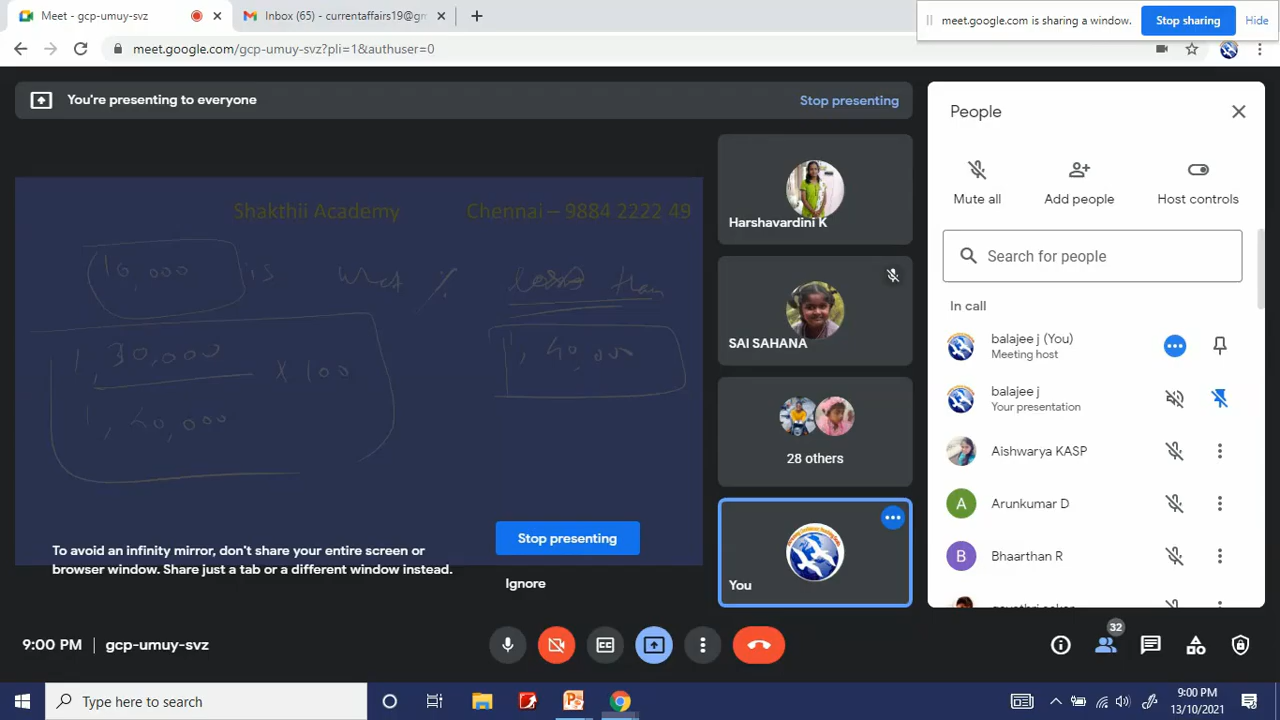 Meet - gcp-umuy-svz
Inbox (65) - currentaffairs19@gm
meet.google.com is sharing a window.
Stop sharing
Hide
meet.google.com/gcp-umuy-svz?pli=1&authuser=0
You're presenting to everyone
Stop presenting
Shakthii Academy Chennai – 9884 2222 49
10,000 is What % less than
1,30,000 X 100
1,40,000
1,40,000
Stop presenting
To avoid an infinity mirror, don't share your entire screen or
browser window. Share just a tab or a different window instead.
Ignore
Harshavardini K
SAI SAHANA
28 others
You
People
Mute all
Add people
Host controls
Search for people
In call
balajee j (You)
Meeting host
balajee j
Your presentation
Aishwarya KASP
A
Arunkumar D
B
Bhaarthan R
9:00 PM | gcp-umuy-svz
32
Type here to search
9:00 PM
13/10/2021